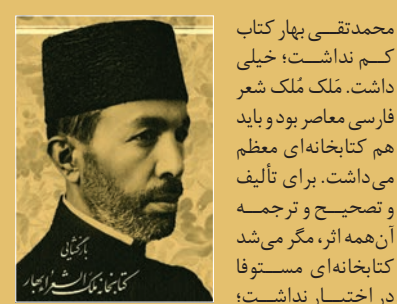 محمدتقی بهار کتاب
کم نداشت؛ خیلی
داشت. مَلک مُلک شعر
فارسی معاصر بود و باید
هم کتابخانه‌ای معظم
می‌داشت. برای تألیف
و تصحیح و ترجمه
آن‌همه اثر، مگر می‌شد
کتابخانه‌ای مستوفا
در اختیار نداشت؛
بازگشایی
کتابخانه ملک الشعراء بهار